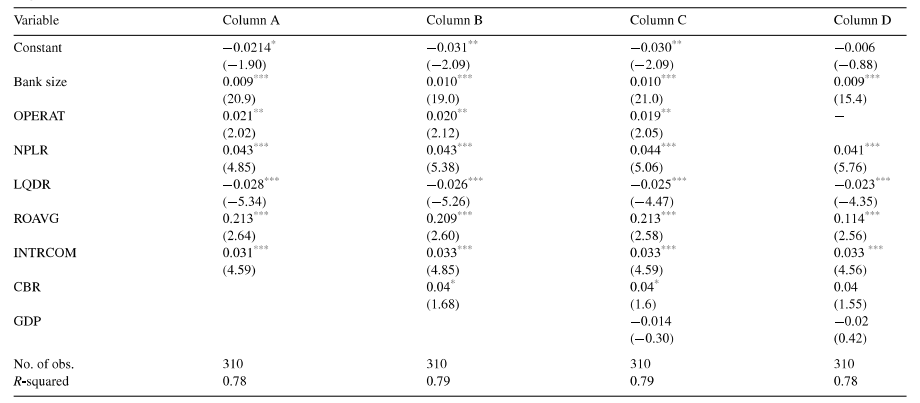 Variable Column A Column B Column C Column D
Constant −0.0214* −0.031** −0.030** −0.006
(−1.90) (−2.09) (−2.09) (−0.88)
Bank size 0.009*** 0.010*** 0.010*** 0.009***
(20.9) (19.0) (21.0) (15.4)
OPERAT 0.021** 0.020** 0.019** –
(2.02) (2.12) (2.05)
NPLR 0.043*** 0.043*** 0.044*** 0.041***
(4.85) (5.38) (5.06) (5.76)
LQDR −0.028*** −0.026*** −0.025*** −0.023***
(−5.34) (−5.26) (−4.47) (−4.35)
ROAVG 0.213*** 0.209*** 0.213*** 0.114***
(2.64) (2.60) (2.58) (2.56)
INTRCOM 0.031*** 0.033*** 0.033*** 0.033 ***
(4.59) (4.85) (4.59) (4.56)
CBR 0.04* 0.04* 0.04
(1.68) (1.6) (1.55)
GDP −0.014 −0.02
(−0.30) (0.42)
No. of obs. 310 310 310 310
R-squared 0.78 0.79 0.79 0.78